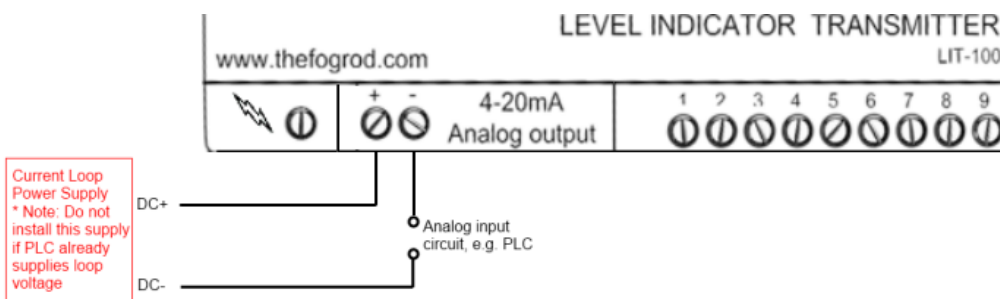 LEVEL INDICATOR TRANSMITTER
www.thefogrod.com
LIT-100
+ -
4-20mA
Analog output
1 2 3 4 5 6 7 8 9
Current Loop
Power Supply
* Note: Do not
install this supply
if PLC already
supplies loop
voltage
DC+
Analog input
circuit, e.g. PLC
DC-